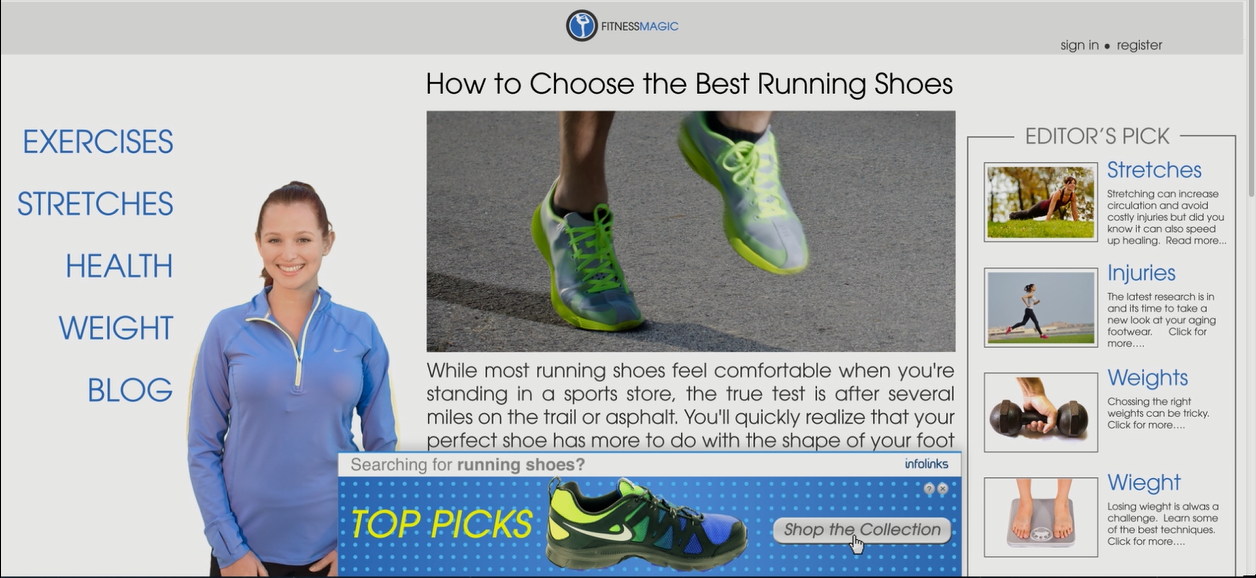 FITNESSMAGIC
sign in ● register
How to Choose the Best Running Shoes
EXERCISES
STRETCHES
HEALTH
WEIGHT
BLOG
While most running shoes feel comfortable when you're
standing in a sports store, the true test is after several
miles on the trail or asphalt. You'll quickly realize that your
perfect shoe has more to do with the shape of your foot
Searching for running shoes?
infolinks
? ×
TOP PICKS
Shop the Collection
EDITOR'S PICK
Stretches
Stretching can increase
circulation and avoid
costly injuries but did you
know it can also speed
up healing. Read more...
Injuries
The latest research is in
and its time to take a
new look at your aging
footwear. Click for
more....
Weights
Chossing the right
weights can be tricky.
Click for more....
Wieght
Losing wieght is alwas a
challenge. Learn some
of the best techniques.
Click for more....